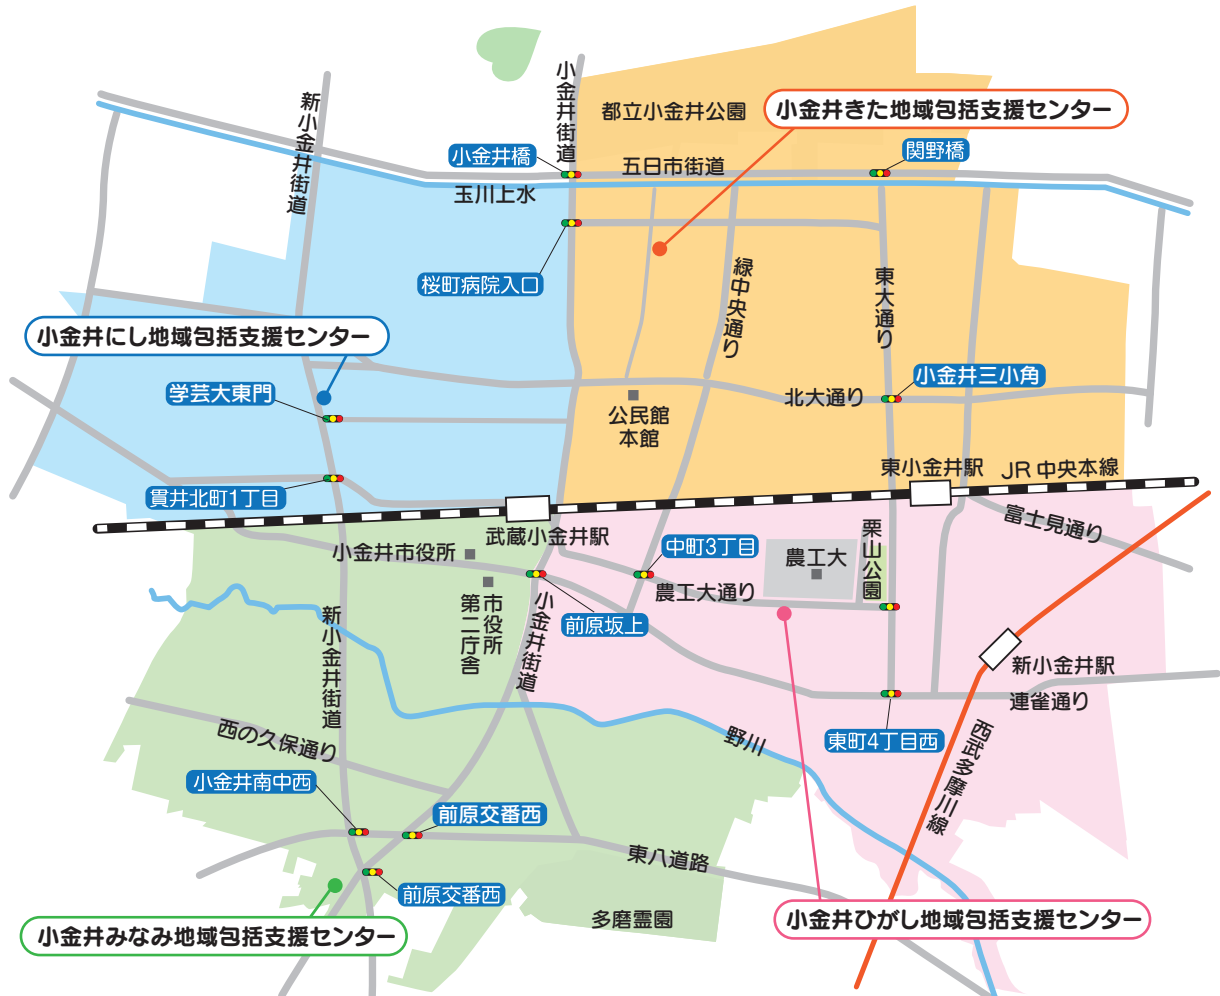 小金井街道
新小金井街道
都立小金井公園
小金井きた地域包括支援センター
小金井橋
五日市街道
関野橋
玉川上水
桜町病院入口
緑中央通り
東大通り
小金井にし地域包括支援センター
学芸大東門
小金井三小角
北大通り
公民館
本館
貫井北町1丁目
東小金井駅
JR中央本線
武蔵小金井駅
富士見通り
小金井市役所
中町3丁目
栗山公園
農工大
農工大通り
市役所
第二庁舎
小金井街道
前原坂上
新小金井街道
新小金井駅
連雀通り
西の久保通り
野川
東町4丁目西
西武多摩川線
小金井南中西
前原交番西
東八道路
前原交番西
多磨霊園
小金井みなみ地域包括支援センター
小金井ひがし地域包括支援センター